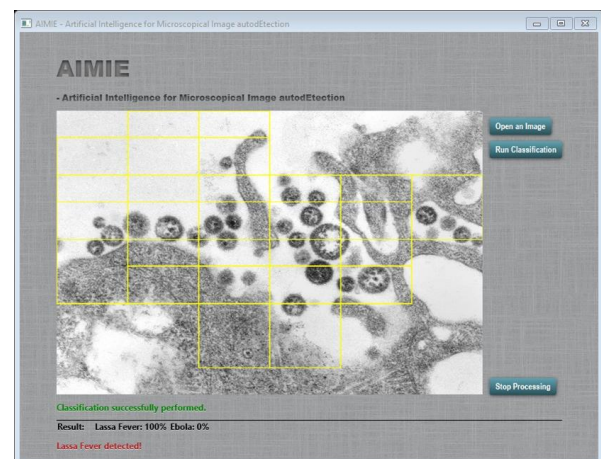 AIMIE - Artificial Intelligence for Microscopical Image autodEtection
AIMIE
- Artificial Intelligence for Microscopical Image autodEtection
Open an Image
Run Classification
Stop Processing
Classification successfully performed.
Result: Lassa Fever: 100% Ebola: 0%
Lassa Fever detected!